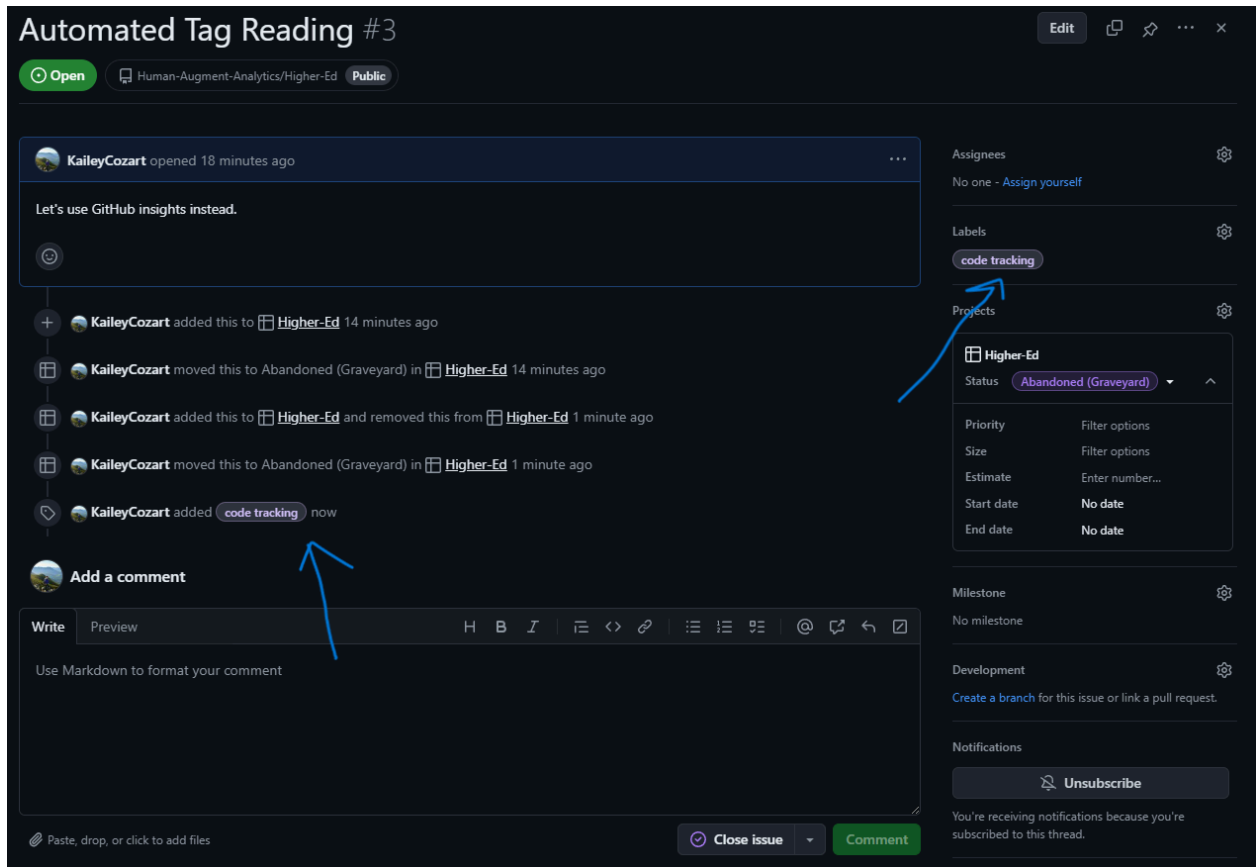 Automated Tag Reading #3
Edit
Open
Human-Augment-Analytics/Higher-Ed Public
KaileyCozart opened 18 minutes ago
Let's use GitHub insights instead.
KaileyCozart added this to Higher-Ed 14 minutes ago
KaileyCozart moved this to Abandoned (Graveyard) in Higher-Ed 14 minutes ago
KaileyCozart added this to Higher-Ed and removed this from Higher-Ed 1 minute ago
KaileyCozart moved this to Abandoned (Graveyard) in Higher-Ed 1 minute ago
KaileyCozart added code tracking now
Add a comment
Write Preview
Use Markdown to format your comment
Paste, drop, or click to add files
Close issue
Comment
Assignees
No one - Assign yourself
Labels
code tracking
Projects
Higher-Ed
Status Abandoned (Graveyard)
Priority Filter options
Size Filter options
Estimate Enter number...
Start date No date
End date No date
Milestone
No milestone
Development
Create a branch for this issue or link a pull request.
Notifications
Unsubscribe
You're receiving notifications because you're
subscribed to this thread.